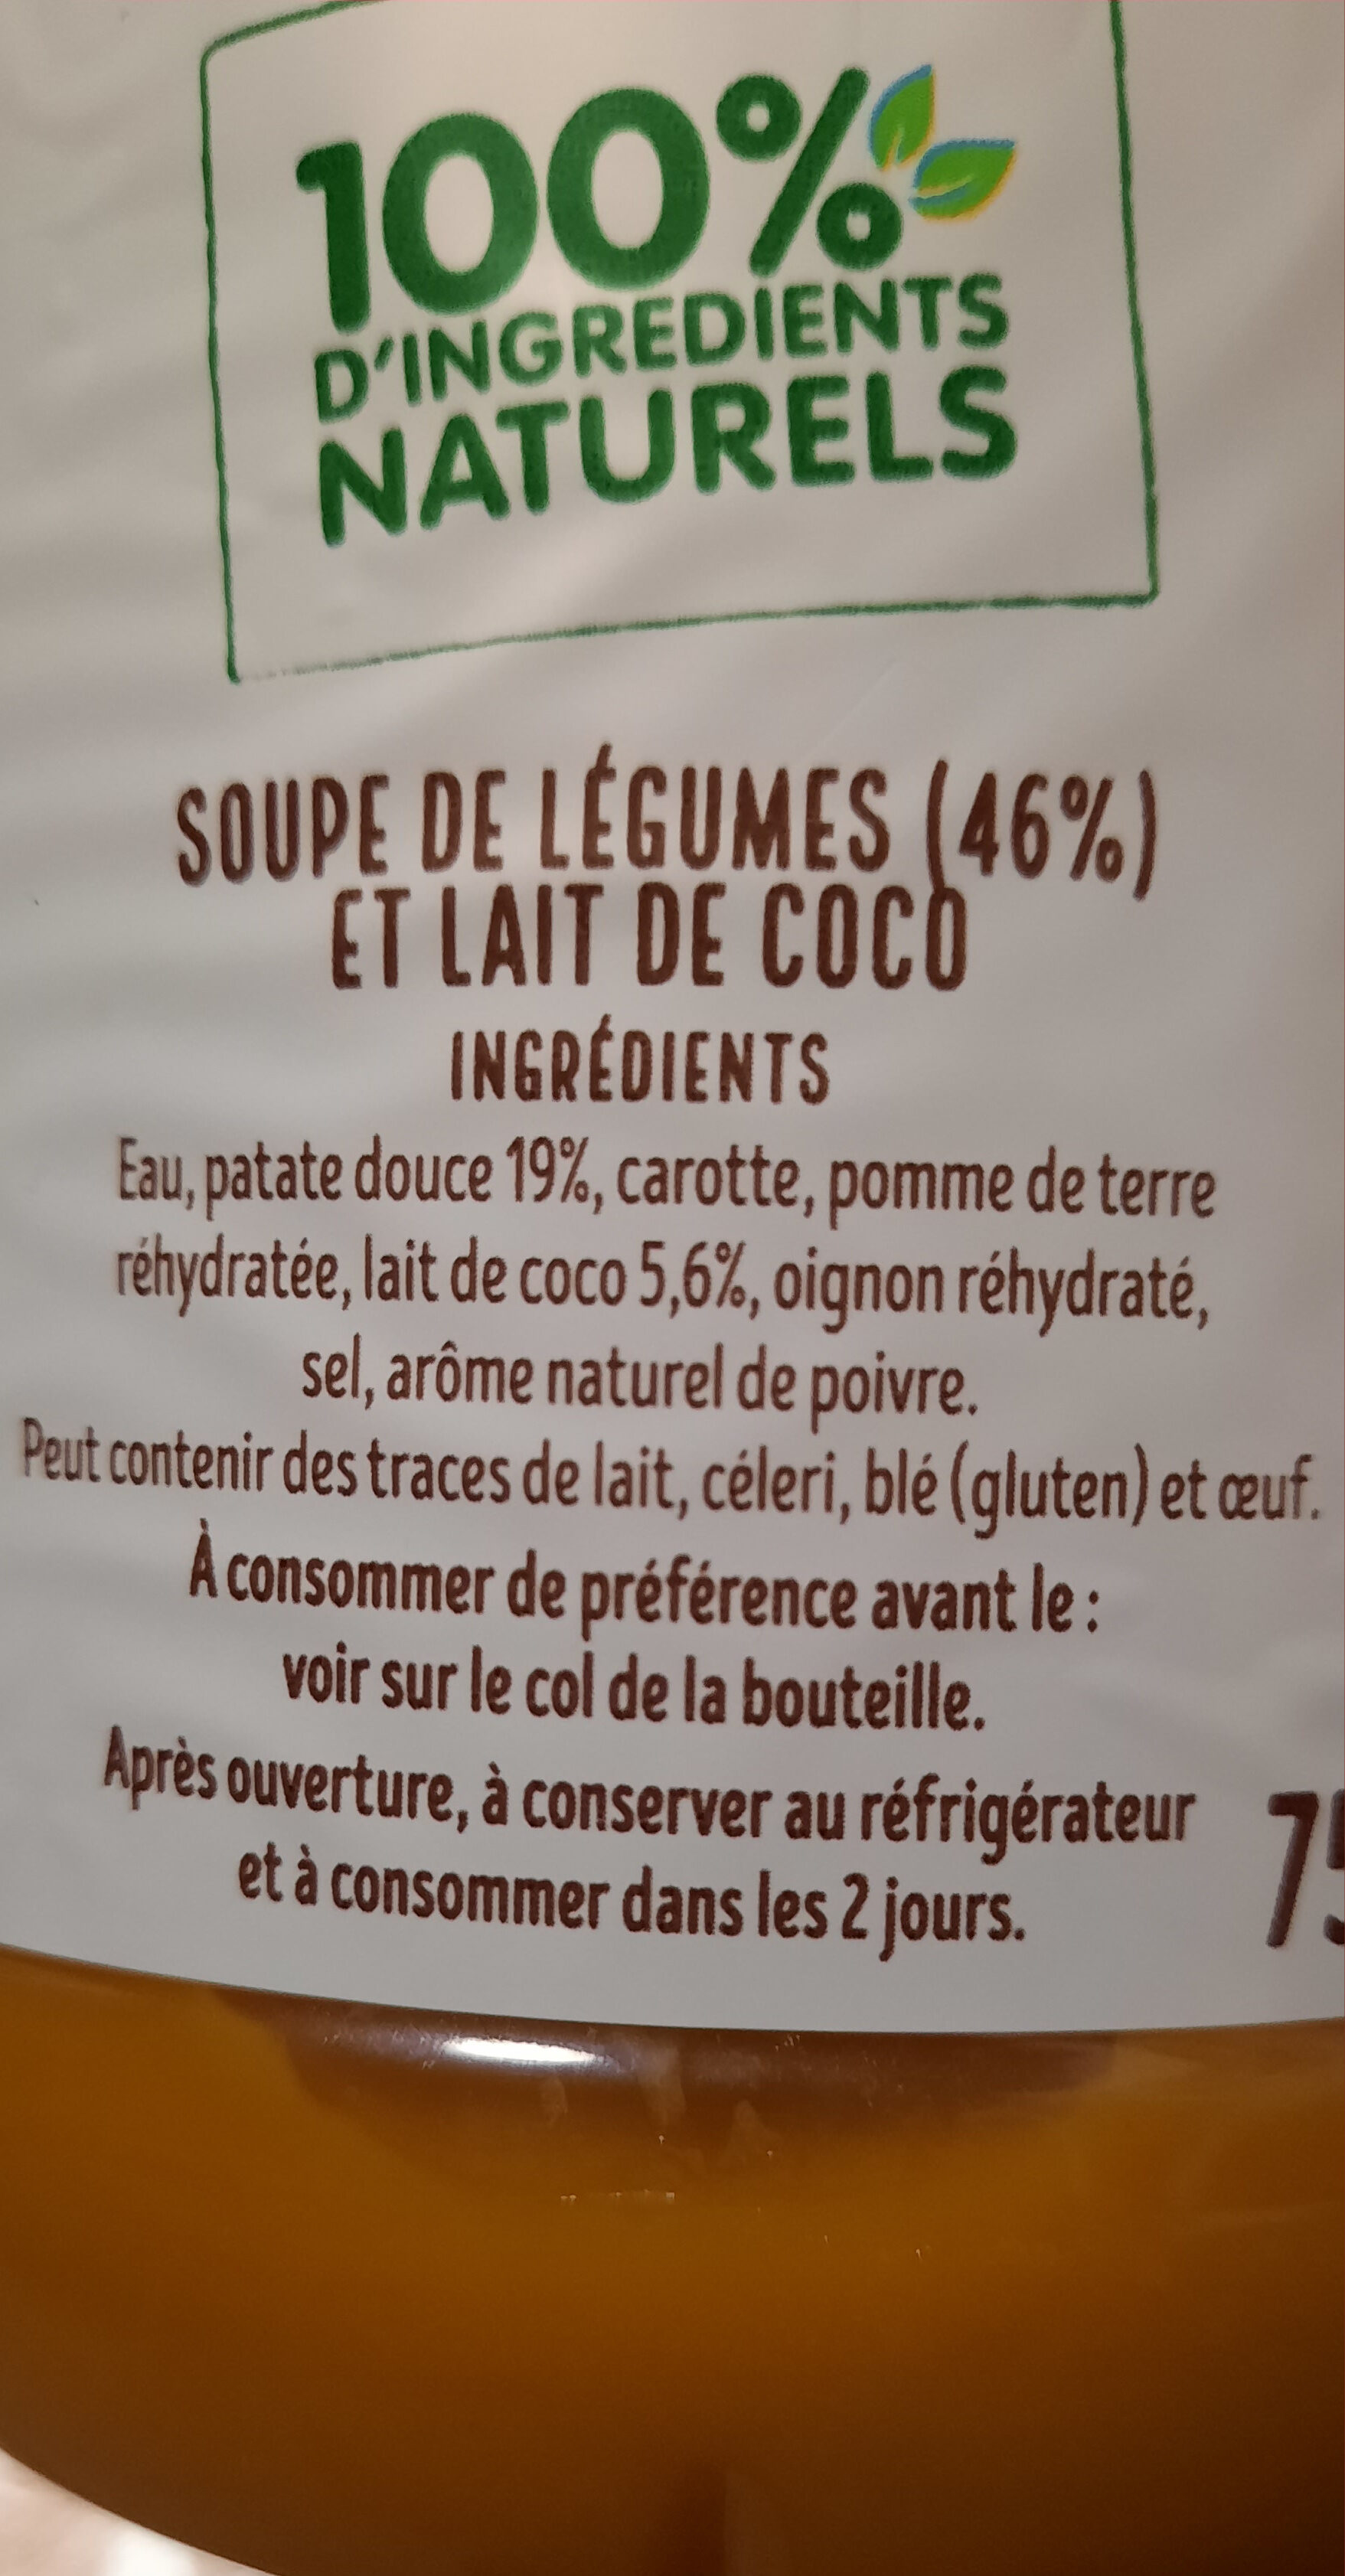 100%
D'INGREDIENTS
NATURELS
SOUPE DE LÉGUMES (46%)
ET LAIT DE COCO
INGRÉDIENTS
Eau, patate douce 19%, carotte, pomme de terre
réhydratée, lait de coco 5,6%, oignon réhydraté,
sel, arôme naturel de poivre.
Peut contenir des traces de lait, céleri, blé (gluten) et œuf.
À consommer de préférence avant le :
voir sur le col de la bouteille.
Après ouverture, à conserver au réfrigérateur
et à consommer dans les 2 jours.